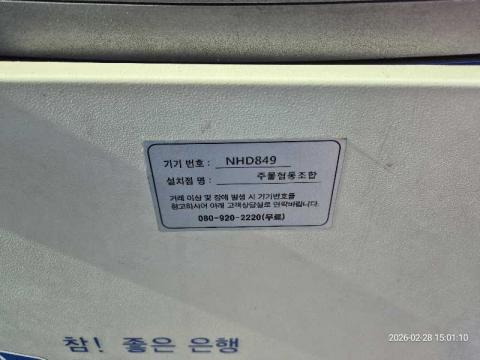 기기 번호 : NHD849
설치점 명 : 주물협동조합
거래 이상 및 장애 발생 시 기기번호를
참고하시어 아래 고객상담실로 연락바랍니다.
080-920-2220(무료)
참! 좋은 은행
2026-02-28 15:01:10